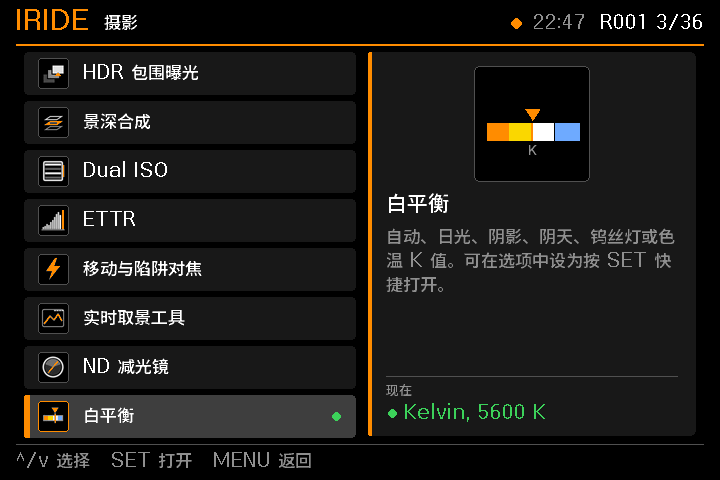 IRIDE 摄影
22:47 R001 3/36
HDR 包围曝光
景深合成
Dual ISO
ETTR
移动与陷阱对焦
实时取景工具
ND 减光镜
白平衡
K
白平衡
自动、日光、阴影、阴天、钨丝灯或色
温 K 值。可在选项中设为按 SET 快
捷打开。
现在
Kelvin, 5600 K
^/v 选择 SET 打开 MENU 返回